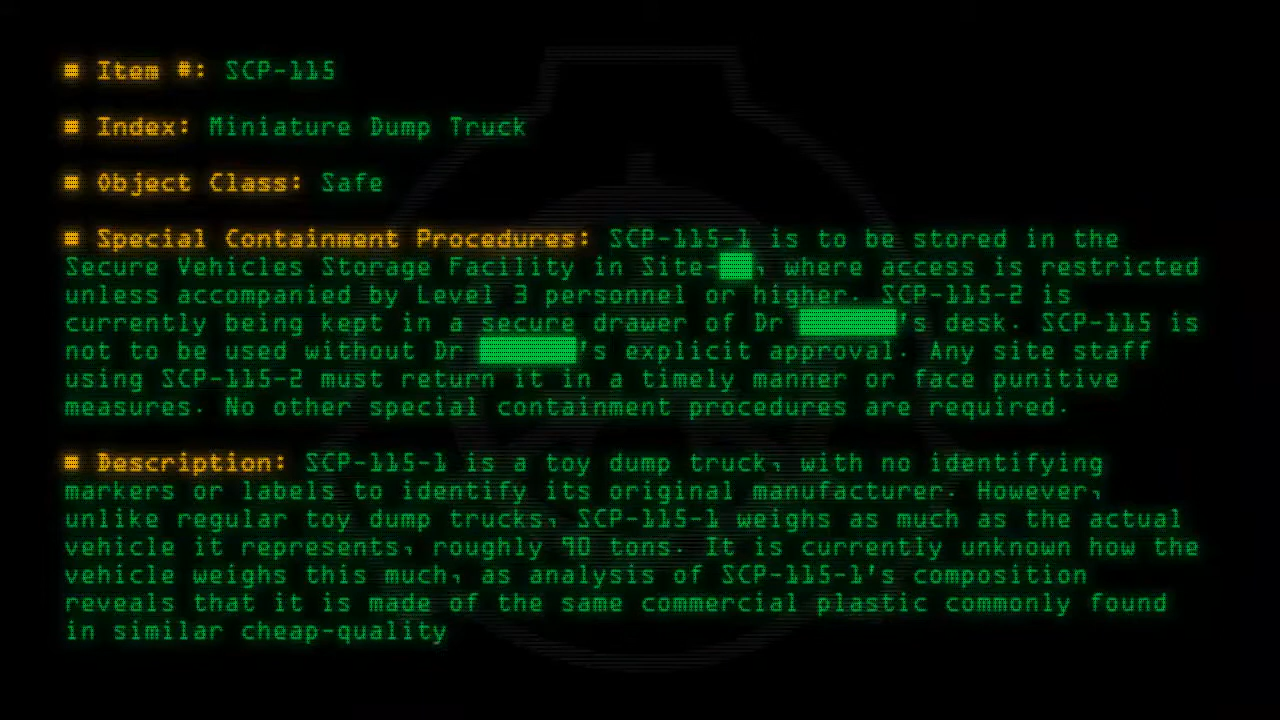 ■ Item #: SCP-115
■ Index: Miniature Dump Truck
■ Object Class: Safe
■ Special Containment Procedures: SCP-115-1 is to be stored in the
Secure Vehicles Storage Facility in Site-██, where access is restricted
unless accompanied by Level 3 personnel or higher. SCP-115-2 is
currently being kept in a secure drawer of Dr ██████'s desk. SCP-115 is
not to be used without Dr ██████'s explicit approval. Any site staff
using SCP-115-2 must return it in a timely manner or face punitive
measures. No other special containment procedures are required.
■ Description: SCP-115-1 is a toy dump truck, with no identifying
markers or labels to identify its original manufacturer. However,
unlike regular toy dump trucks, SCP-115-1 weighs as much as the actual
vehicle it represents, roughly 90 tons. It is currently unknown how the
vehicle weighs this much, as analysis of SCP-115-1's composition
reveals that it is made of the same commercial plastic commonly found
in similar cheap-quality